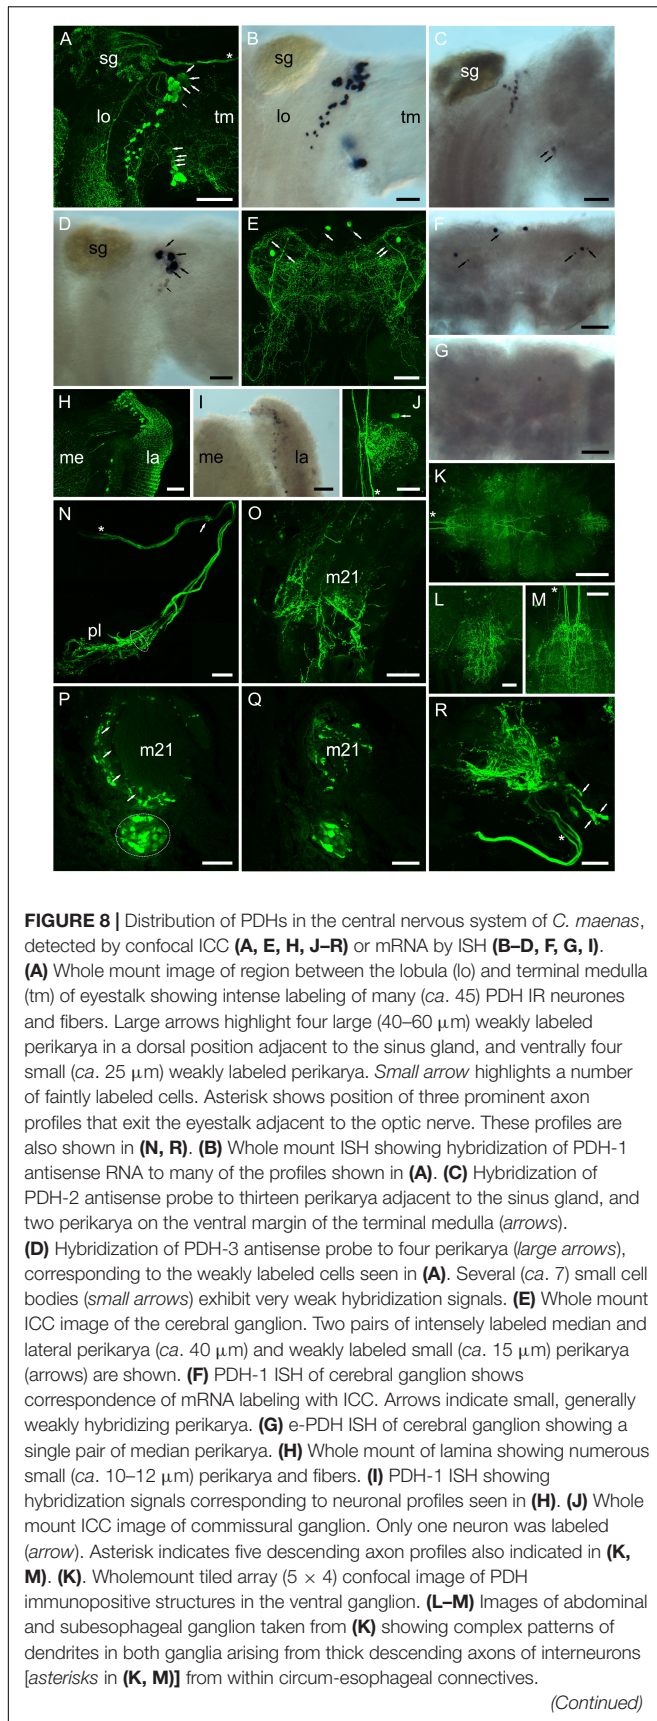 A
sg
*
lo
tm
B
sg
lo
tm
C
sg
D
sg
E
F
G
H
me
la
I
me
la
J
*
K
*
N
*
pl
O
m21
L
M
*
P
m21
Q
m21
R
*
FIGURE 8 | Distribution of PDHs in the central nervous system of C. maenas,
detected by confocal ICC (A, E, H, J–R) or mRNA by ISH (B–D, F, G, I).
(A) Whole mount image of region between the lobula (lo) and terminal medulla
(tm) of eyestalk showing intense labeling of many (ca. 45) PDH IR neurones
and fibers. Large arrows highlight four large (40–60 μm) weakly labeled
perikarya in a dorsal position adjacent to the sinus gland, and ventrally four
small (ca. 25 μm) weakly labeled perikarya. Small arrow highlights a number
of faintly labeled cells. Asterisk shows position of three prominent axon
profiles that exit the eyestalk adjacent to the optic nerve. These profiles are
also shown in (N, R). (B) Whole mount ISH showing hybridization of PDH-1
antisense RNA to many of the profiles shown in (A). (C) Hybridization of
PDH-2 antisense probe to thirteen perikarya adjacent to the sinus gland, and
two perikarya on the ventral margin of the terminal medulla (arrows).
(D) Hybridization of PDH-3 antisense probe to four perikarya (large arrows),
corresponding to the weakly labeled cells seen in (A). Several (ca. 7) small cell
bodies (small arrows) exhibit very weak hybridization signals. (E) Whole mount
ICC image of the cerebral ganglion. Two pairs of intensely labeled median and
lateral perikarya (ca. 40 μm) and weakly labeled small (ca. 15 μm) perikarya
(arrows) are shown. (F) PDH-1 ISH of cerebral ganglion shows
correspondence of mRNA labeling with ICC. Arrows indicate small, generally
weakly hybridizing perikarya. (G) e-PDH ISH of cerebral ganglion showing a
single pair of median perikarya. (H) Whole mount of lamina showing numerous
small (ca. 10–12 μm) perikarya and fibers. (I) PDH-1 ISH showing
hybridization signals corresponding to neuronal profiles seen in (H). (J) Whole
mount ICC image of commissural ganglion. Only one neuron was labeled
(arrow). Asterisk indicates five descending axon profiles also indicated in (K,
M). (K). Wholemount tiled array (5 × 4) confocal image of PDH
immunopositive structures in the ventral ganglion. (L–M) Images of abdominal
and subesophageal ganglion taken from (K) showing complex patterns of
dendrites in both ganglia arising from thick descending axons of interneurons
[asterisks in (K, M)] from within circum-esophageal connectives.
(Continued)